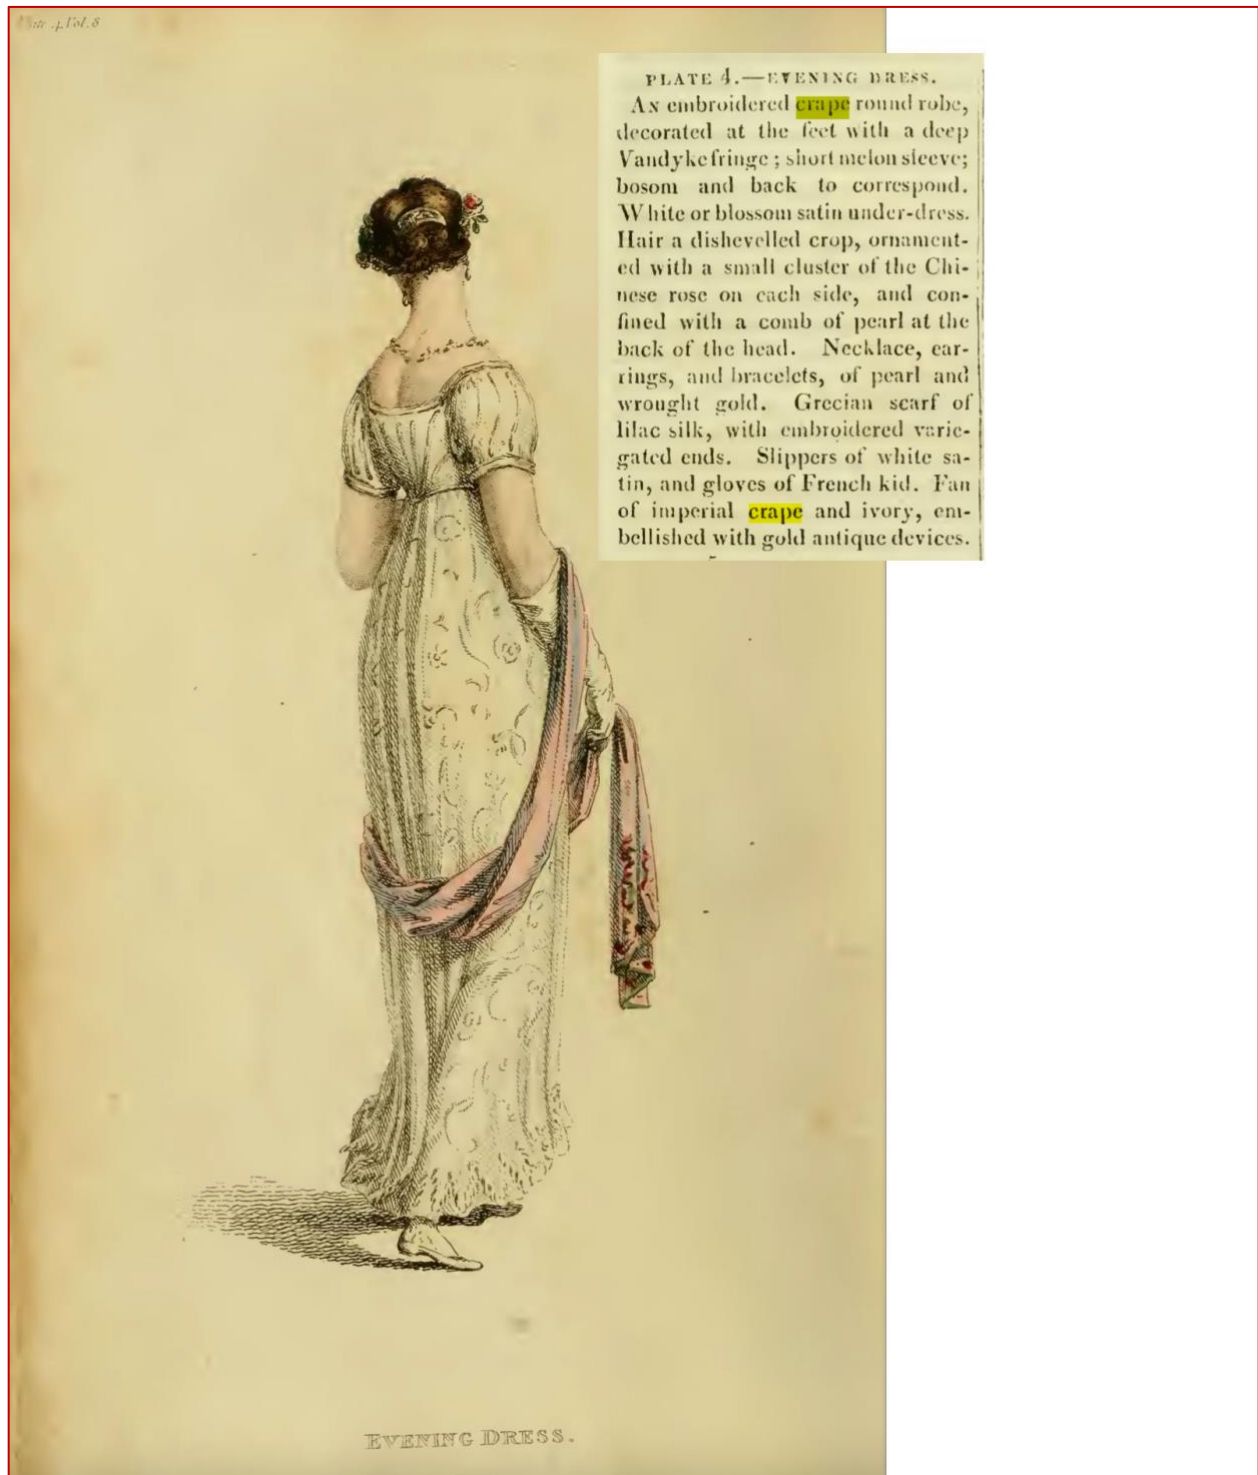 4 Vol. 8
PLATE 4.—EVENING DRESS.
AN embroidered crape round robe,
decorated at the feet with a deep
Vandyke fringe; short melon sleeve;
bosom and back to correspond.
White or blossom satin under-dress.
Hair a dishevelled crop, ornament-
ed with a small cluster of the Chi-
nese rose on each side, and con-
fined with a comb of pearl at the
back of the head. Necklace, ear-
rings, and bracelets, of pearl and
wrought gold. Grecian scarf of
lilac silk, with embroidered varie-
gated ends. Slippers of white sa-
tin, and gloves of French kid. Fan
of imperial crape and ivory, em-
bellished with gold antique devices.
EVENING DRESS.